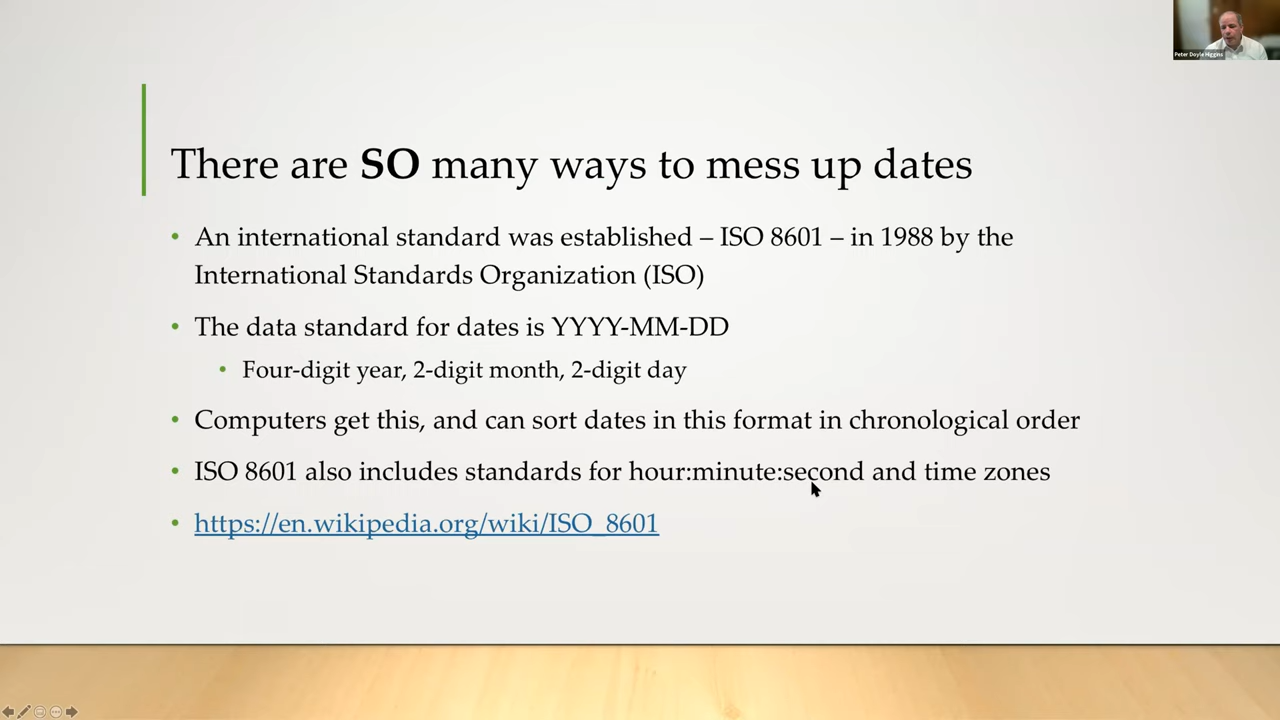 Peter Doyle Higgins
There are SO many ways to mess up dates
• An international standard was established – ISO 8601 – in 1988 by the
International Standards Organization (ISO)
• The data standard for dates is YYYY-MM-DD
• Four-digit year, 2-digit month, 2-digit day
• Computers get this, and can sort dates in this format in chronological order
• ISO 8601 also includes standards for hour:minute:second and time zones
• https://en.wikipedia.org/wiki/ISO_8601